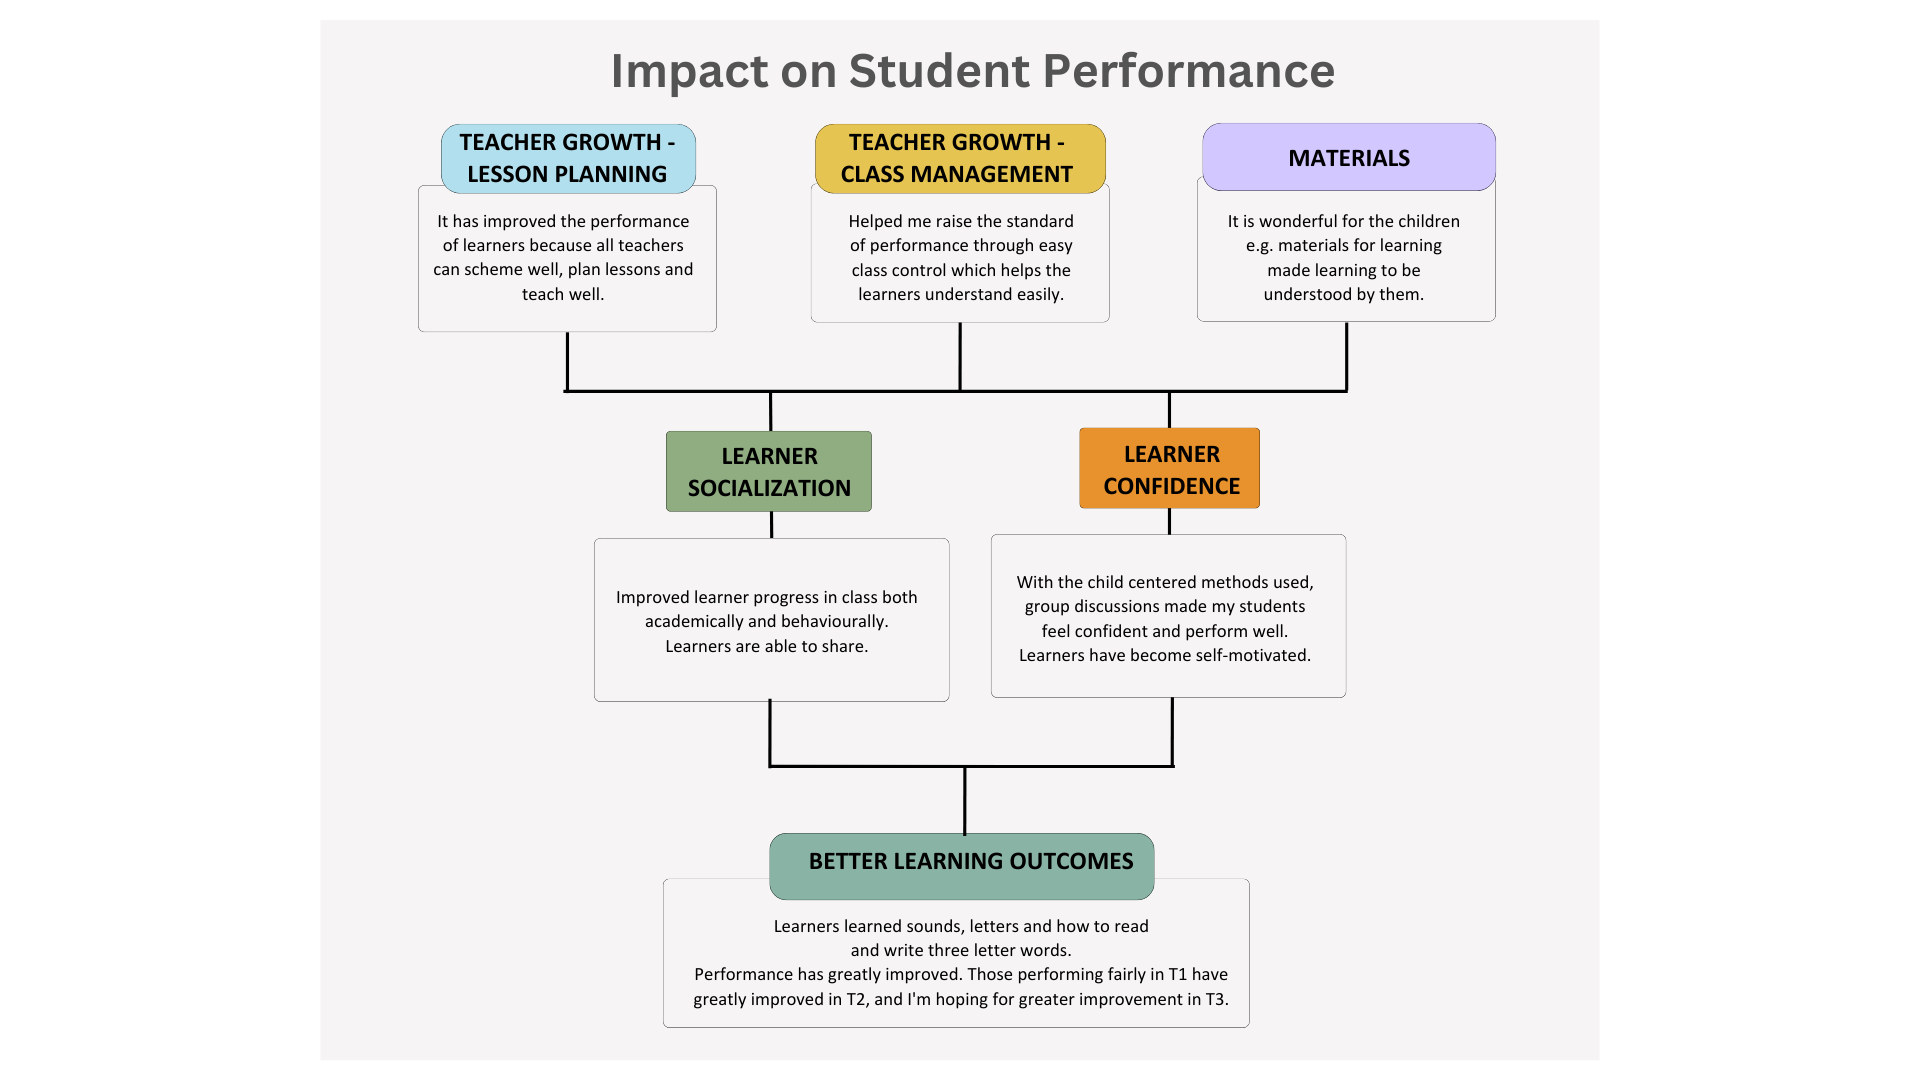 Impact on Student Performance
TEACHER GROWTH -
LESSON PLANNING
It has improved the performance
of learners because all teachers
can scheme well, plan lessons and
teach well.
TEACHER GROWTH -
CLASS MANAGEMENT
Helped me raise the standard
of performance through easy
class control which helps the
learners understand easily.
MATERIALS
It is wonderful for the children
e.g. materials for learning
made learning to be
understood by them.
LEARNER
SOCIALIZATION
Improved learner progress in class both
academically and behaviourally.
Learners are able to share.
LEARNER
CONFIDENCE
With the child centered methods used,
group discussions made my students
feel confident and perform well.
Learners have become self-motivated.
BETTER LEARNING OUTCOMES
Learners learned sounds, letters and how to read
and write three letter words.
Performance has greatly improved. Those performing fairly in T1 have
greatly improved in T2, and I'm hoping for greater improvement in T3.